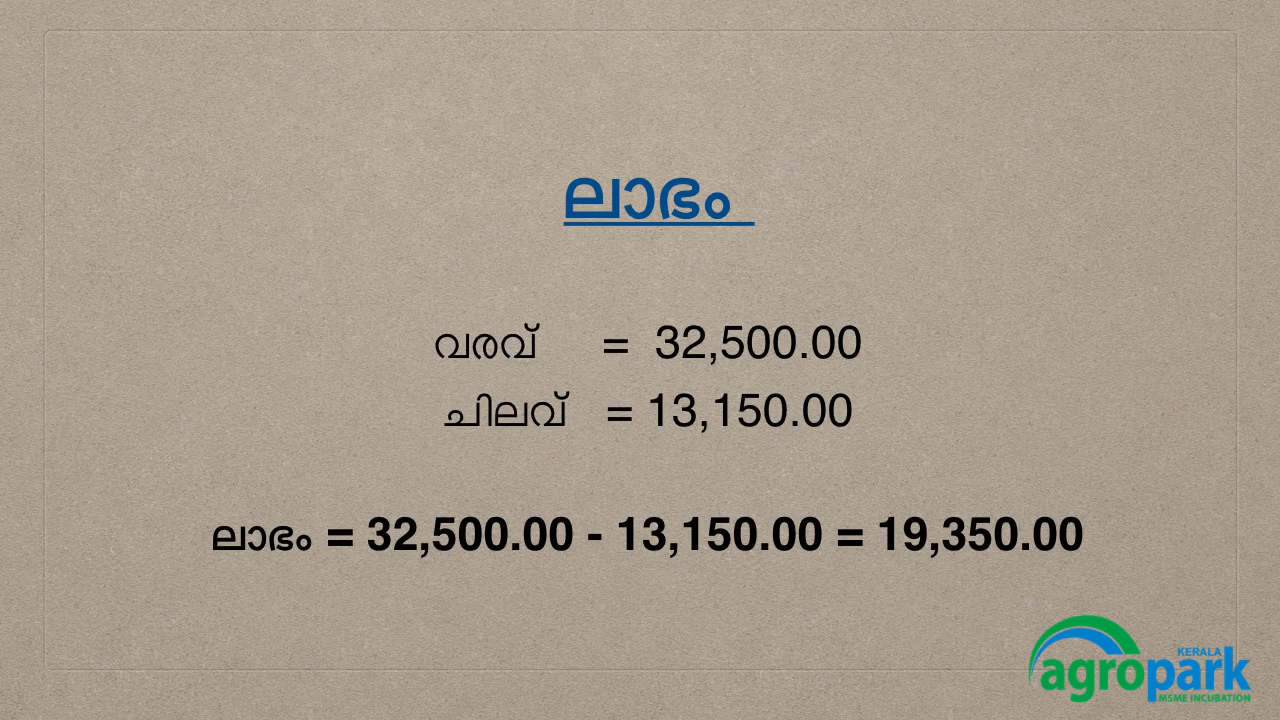 ലാഭം
വരവ് = 32,500.00
ചിലവ് = 13,150.00
ലാഭം = 32,500.00 - 13,150.00 = 19,350.00
KERALA
agropark
MSME INCUBATION